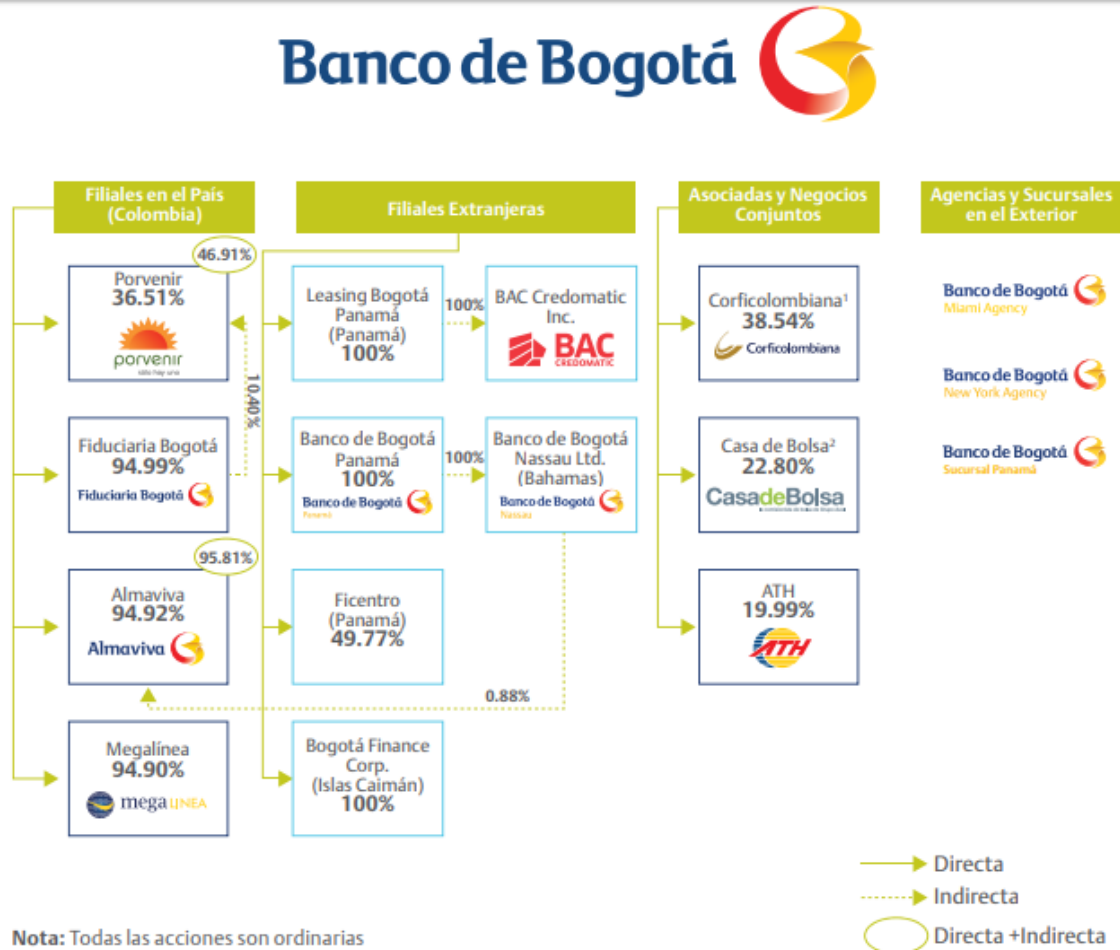 Banco de Bogotá
Filiales en el País
(Colombia)
Filiales Extranjeras
Asociadas y Negocios
Conjuntos
Agencias y Sucursales
en el Exterior
46.91%
Porvenir
36.51%
porvenir
10.40%
Fiduciaria Bogotá
94.99%
Fiduciaria Bogotá
95.81%
Almaviva
94.92%
Almaviva
Megalínea
94.90%
mega LINEA
Leasing Bogotá
Panamá
(Panamá)
100%
100%
BAC Credomatic
Inc.
BAC
CREDOMATIC
Banco de Bogotá
Panamá
100%
Banco de Bogotá
Panamá
100%
Banco de Bogotá
Nassau Ltd.
(Bahamas)
Banco de Bogotá
Nassau
Ficentro
(Panamá)
49.77%
0.88%
Bogotá Finance
Corp.
(Islas Caimán)
100%
Corficolombiana¹
38.54%
Corficolombiana
Casa de Bolsa²
22.80%
CasadeBolsa
ATH
19.99%
ATH
Banco de Bogotá
Miami Agency
Banco de Bogotá
New York Agency
Banco de Bogotá
Sucursal Panamá
Directa
Indirecta
Directa +Indirecta
Nota: Todas las acciones son ordinarias